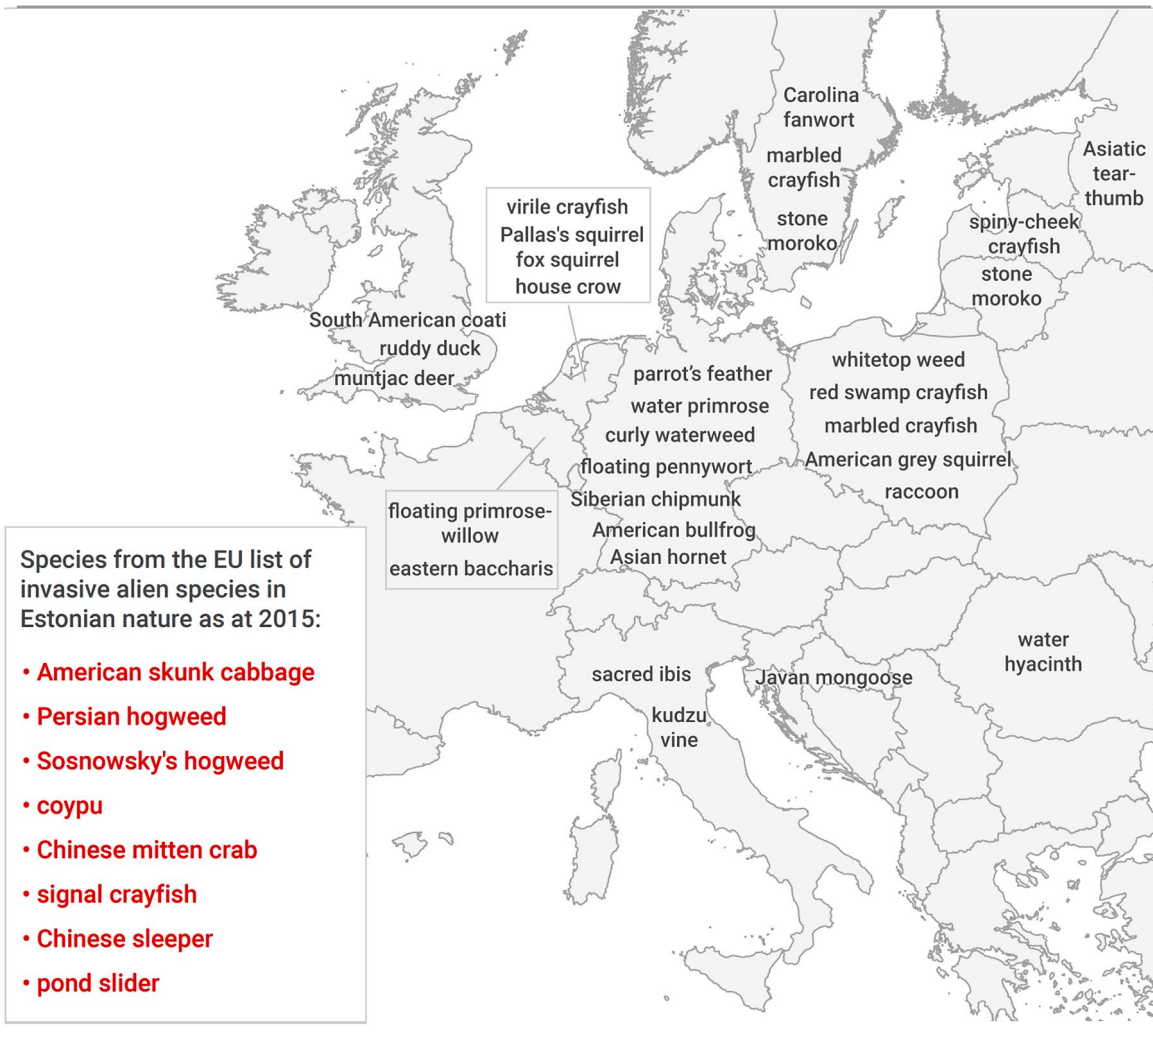 Carolina
fanwort
marbled
crayfish
stone
moroko
Asiatic
tear-
thumb
spiny-cheek
crayfish
stone
moroko
virile crayfish
Pallas's squirrel
fox squirrel
house crow
South American coati
ruddy duck
muntjac deer
parrot’s feather
water primrose
curly waterweed
floating pennywort
Siberian chipmunk
American bullfrog
Asian hornet
whitetop weed
red swamp crayfish
marbled crayfish
American grey squirrel
raccoon
floating primrose-
willow
eastern baccharis
water
hyacinth
sacred ibis
kudzu
vine
Javan mongoose
Species from the EU list of
invasive alien species in
Estonian nature as at 2015:
• American skunk cabbage
• Persian hogweed
• Sosnowsky's hogweed
• coypu
• Chinese mitten crab
• signal crayfish
• Chinese sleeper
• pond slider